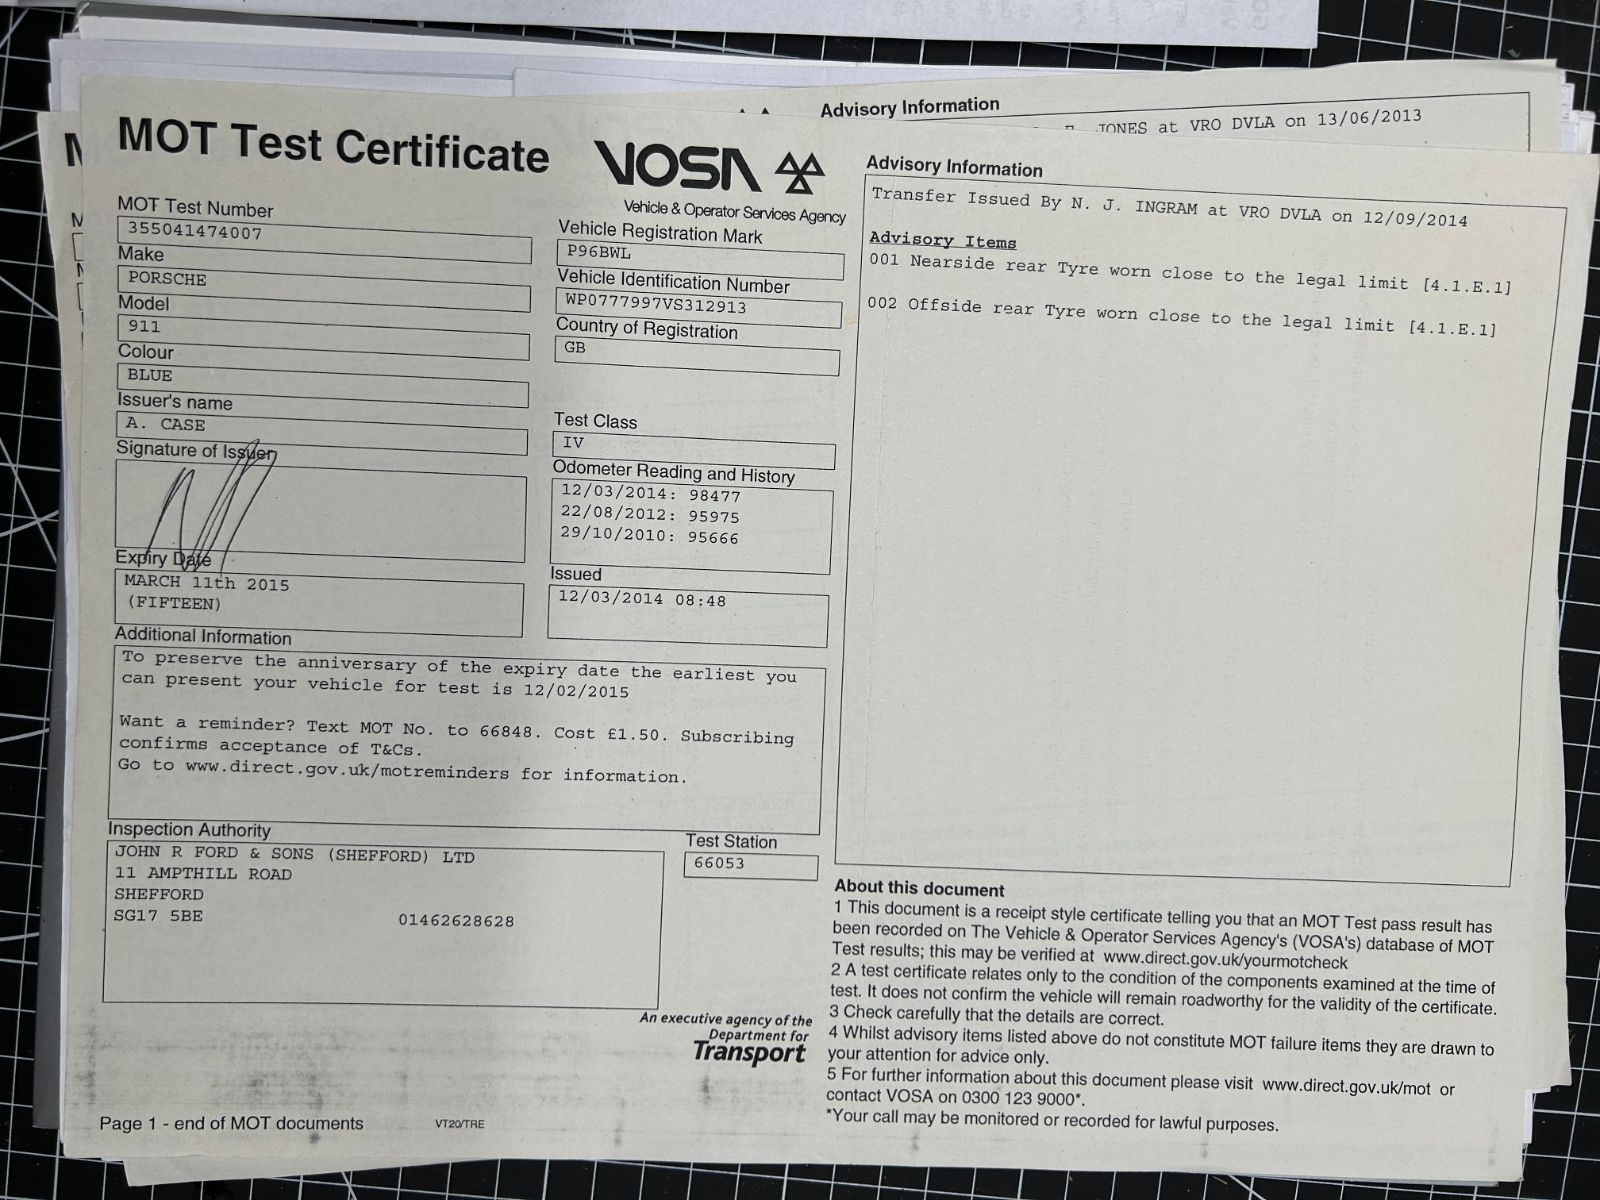 Advisory Information
JONES at VRO DVLA on 13/06/2013
MOT Test Certificate
VOSA
Vehicle & Operator Services Agency
MOT Test Number
355041474007
Make
PORSCHE
Model
911
Colour
BLUE
Issuer's name
A. CASE
Signature of Issuer
Expiry Date
MARCH 11th 2015
(FIFTEEN)
Vehicle Registration Mark
P96BWL
Vehicle Identification Number
WP0777997VS312913
Country of Registration
GB
Test Class
IV
Odometer Reading and History
12/03/2014: 98477
22/08/2012: 95975
29/10/2010: 95666
Issued
12/03/2014 08:48
Additional Information
To preserve the anniversary of the expiry date the earliest you
can present your vehicle for test is 12/02/2015
Want a reminder? Text MOT No. to 66848. Cost £1.50. Subscribing
confirms acceptance of T&Cs.
Go to www.direct.gov.uk/motreminders for information.
Inspection Authority
JOHN R FORD & SONS (SHEFFORD) LTD
11 AMPTHILL ROAD
SHEFFORD
SG17 5BE 01462628628
Test Station
66053
An executive agency of the
Department for
Transport
Page 1 - end of MOT documents
VT20/TRE
Advisory Information
Transfer Issued By N. J. INGRAM at VRO DVLA on 12/09/2014
Advisory Items
001 Nearside rear Tyre worn close to the legal limit [4.1.E.1]
002 Offside rear Tyre worn close to the legal limit [4.1.E.1]
About this document
1 This document is a receipt style certificate telling you that an MOT Test pass result has
been recorded on The Vehicle & Operator Services Agency's (VOSA's) database of MOT
Test results; this may be verified at www.direct.gov.uk/yourmotcheck
2 A test certificate relates only to the condition of the components examined at the time of
test. It does not confirm the vehicle will remain roadworthy for the validity of the certificate.
3 Check carefully that the details are correct.
4 Whilst advisory items listed above do not constitute MOT failure items they are drawn to
your attention for advice only.
5 For further information about this document please visit www.direct.gov.uk/mot or
contact VOSA on 0300 123 9000*.
*Your call may be monitored or recorded for lawful purposes.